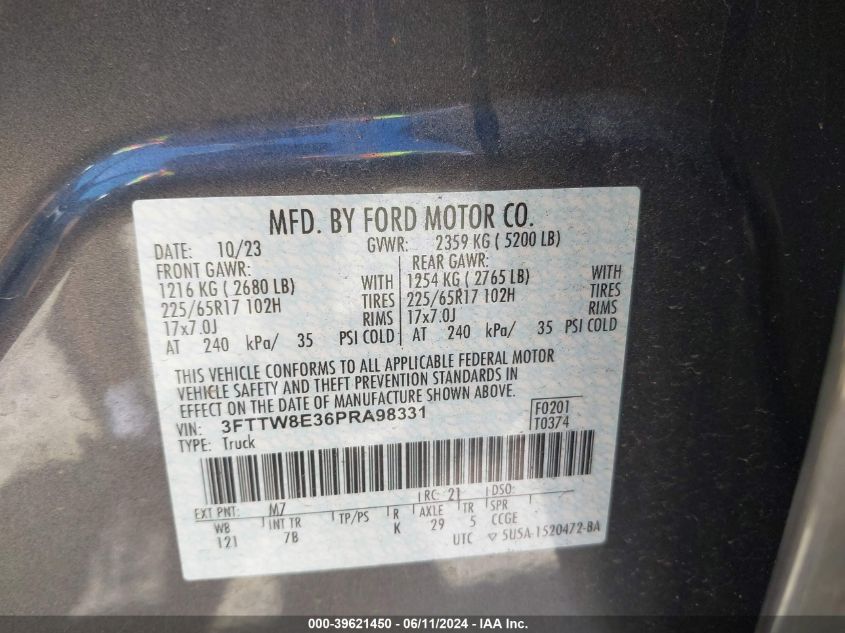 MFD. BY FORD MOTOR CO.
DATE: 10/23 GVWR: 2359 KG ( 5200 LB)
FRONT GAWR: REAR GAWR:
1216 KG ( 2680 LB) WITH 1254 KG ( 2765 LB) WITH
225/65R17 102H TIRES 225/65R17 102H TIRES
17x7.0J RIMS 17x7.0J RIMS
AT 240 kPa/ 35 PSI COLD AT 240 kPa/ 35 PSI COLD
THIS VEHICLE CONFORMS TO ALL APPLICABLE FEDERAL MOTOR
VEHICLE SAFETY AND THEFT PREVENTION STANDARDS IN
EFFECT ON THE DATE OF MANUFACTURE SHOWN ABOVE.
VIN: 3FTTW8E36PRA98331 F0201
TYPE: Truck T0374
EXT PNT: M7 RC: 21 DSO:
WB INT TR TP/PS R AXLE TR SPR
121 7B K 29 5 CCGE
UTC 5U5A-1520472-BA
000-39621450 - 06/11/2024 - IAA Inc.